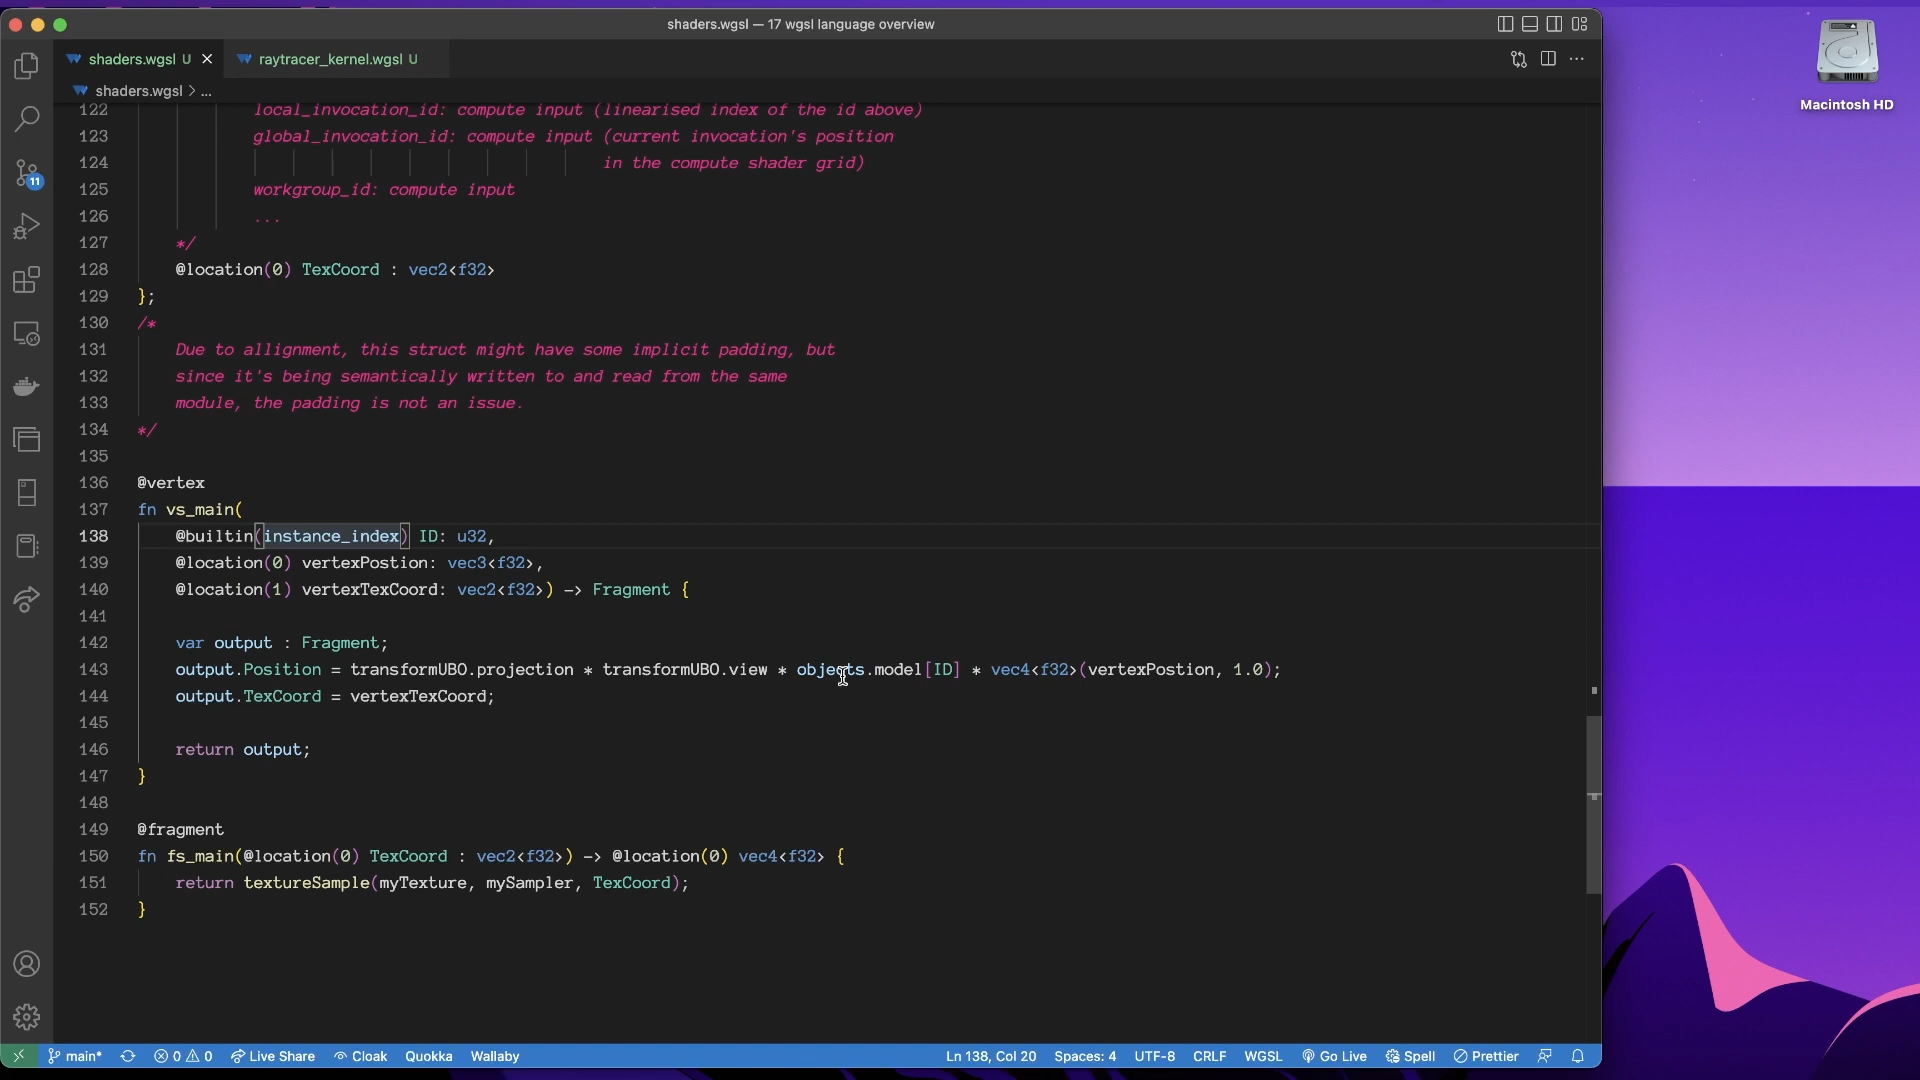 shaders.wgsl — 17 wgsl language overview
shaders.wgsl U
raytracer_kernel.wgsl U
shaders.wgsl > ...
Macintosh HD
122 local_invocation_id: compute input (linearised index of the id above)
123 global_invocation_id: compute input (current invocation's position
124 in the compute shader grid)
125 workgroup_id: compute input
126 ...
127 */
128 @location(0) TexCoord : vec2<f32>
129 };
130 /*
131 Due to allignment, this struct might have some implicit padding, but
132 since it's being semantically written to and read from the same
133 module, the padding is not an issue.
134 */
135
136 @vertex
137 fn vs_main(
138 @builtin(instance_index) ID: u32,
139 @location(0) vertexPostion: vec3<f32>,
140 @location(1) vertexTexCoord: vec2<f32>) -> Fragment {
141
142 var output : Fragment;
143 output.Position = transformUBO.projection * transformUBO.view * objects.model[ID] * vec4<f32>(vertexPostion, 1.0);
144 output.TexCoord = vertexTexCoord;
145
146 return output;
147 }
148
149 @fragment
150 fn fs_main(@location(0) TexCoord : vec2<f32>) -> @location(0) vec4<f32> {
151 return textureSample(myTexture, mySampler, TexCoord);
152 }
11
main* 0 0 Live Share Cloak Quokka Wallaby Ln 138, Col 20 Spaces: 4 UTF-8 CRLF WGSL Go Live Spell Prettier